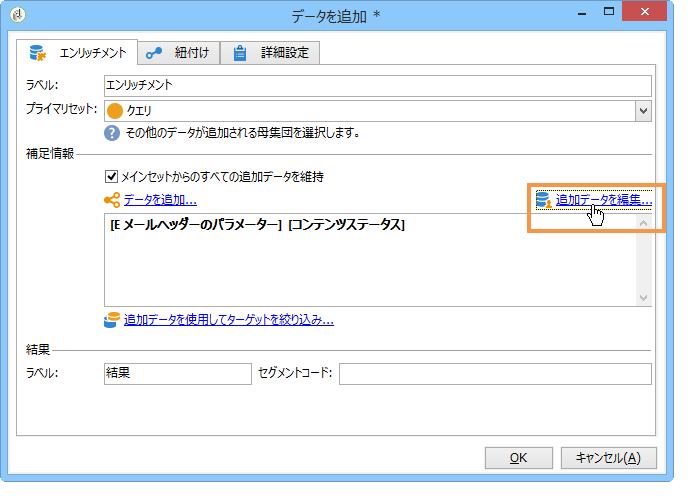 データを追加 *
エンリッチメント 紐付け 詳細設定
ラベル: エンリッチメント
プライマリセット: クエリ
その他のデータが追加される母集団を選択します。
補足情報
メインセットからのすべての追加データを維持
データを追加... 追加データを編集...
[E メールヘッダーのパラメーター] [コンテンツステータス]
追加データを使用してターゲットを絞り込み...
結果
ラベル: 結果 セグメントコード:
OK キャンセル(A)